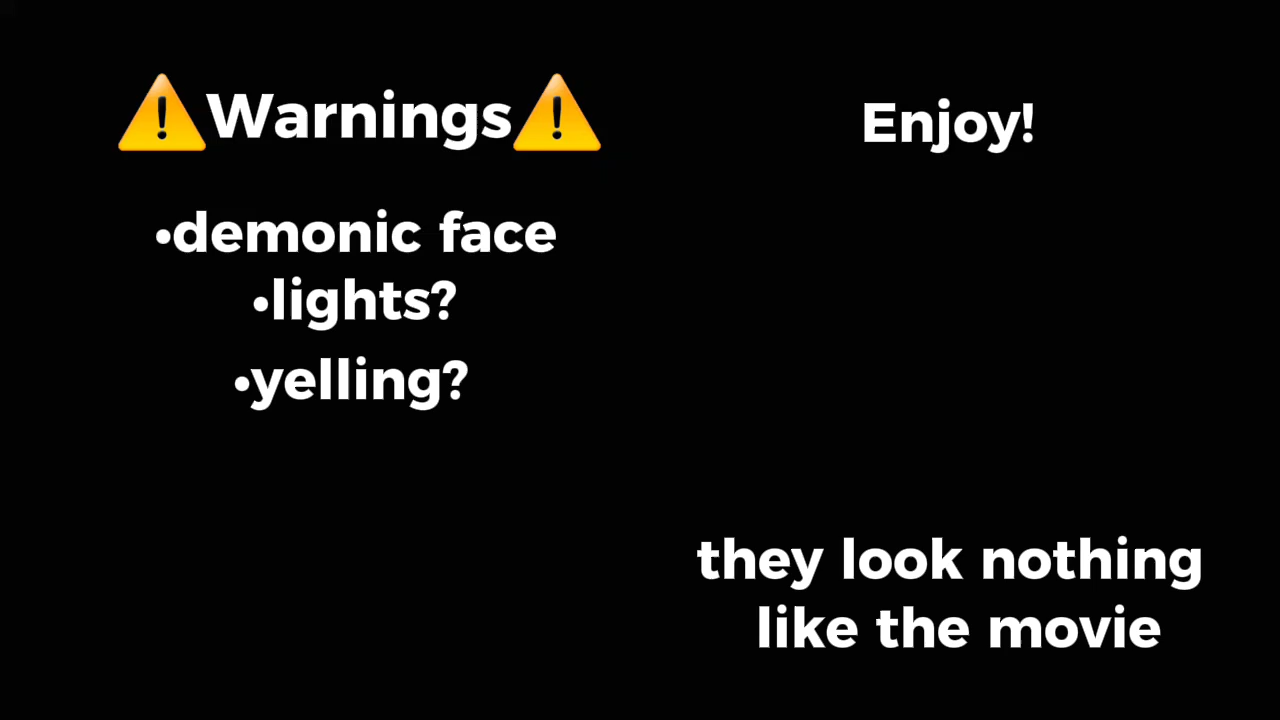 ⚠️Warnings⚠️
•demonic face
•lights?
•yelling?
Enjoy!
they look nothing
like the movie